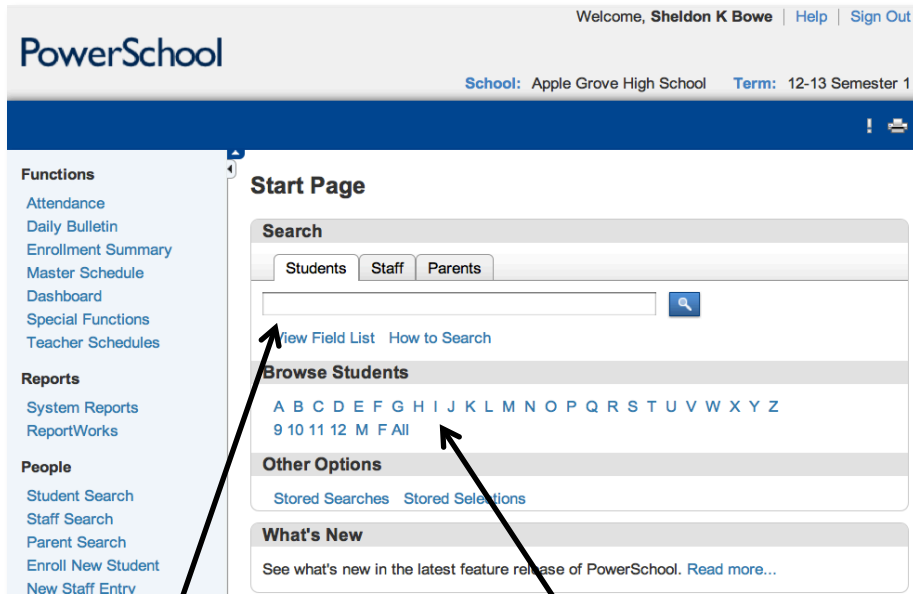 Welcome, Sheldon K Bowe | Help | Sign Out
PowerSchool
School: Apple Grove High School Term: 12-13 Semester 1
!
Functions
Attendance
Daily Bulletin
Enrollment Summary
Master Schedule
Dashboard
Special Functions
Teacher Schedules
Reports
System Reports
ReportWorks
People
Student Search
Staff Search
Parent Search
Enroll New Student
New Staff Entry
Start Page
Search
Students Staff Parents
View Field List How to Search
Browse Students
A B C D E F G H I J K L M N O P Q R S T U V W X Y Z
9 10 11 12 M F All
Other Options
Stored Searches Stored Selections
What's New
See what's new in the latest feature release of PowerSchool. Read more...